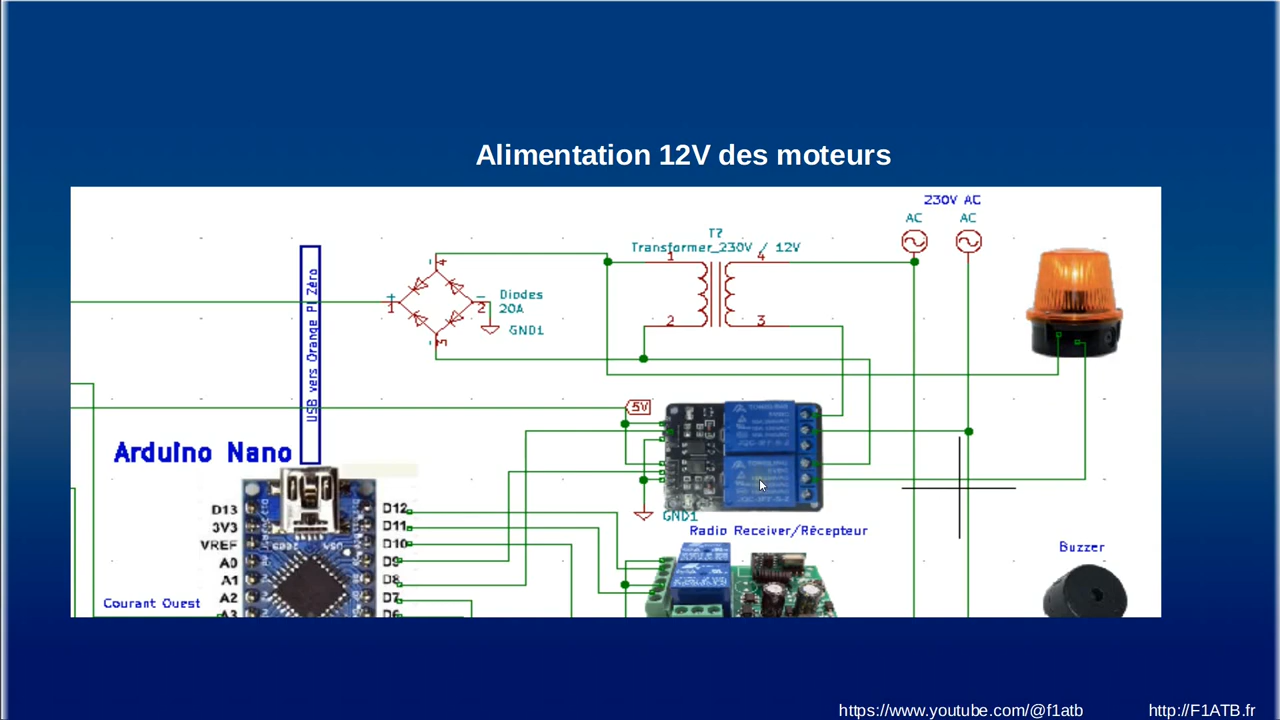 Alimentation 12V des moteurs
230V AC
AC
AC
T?
Transformer_230V / 12V
1
4
2
3
4
+
1
−
2
3
Diodes
20A
GND1
USB vers Orange Pi Zéro
5V
Arduino Nano
GND1
Radio Receiver/Récepteur
Buzzer
D13
3V3
VREF
A0
A1
A2
A3
D12
D11
D10
D9
D8
D7
D6
Courant Ouest
https://www.youtube.com/@f1atb
http://F1ATB.fr